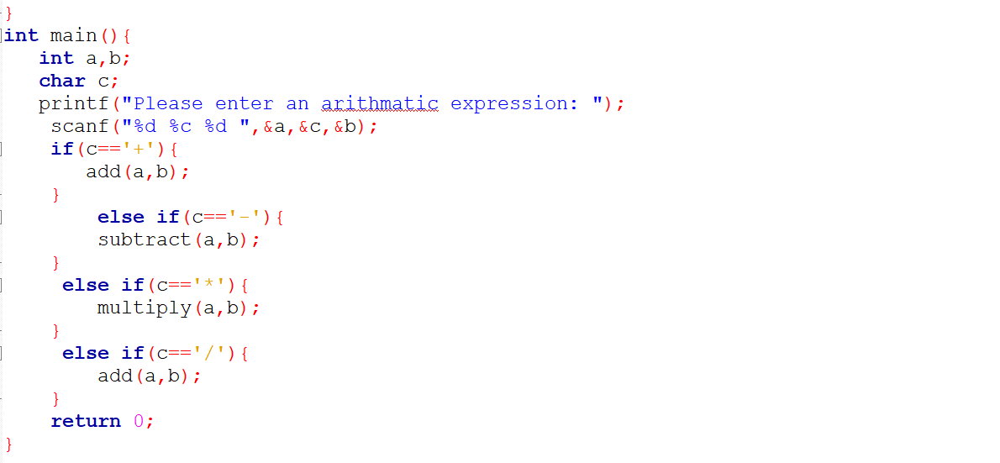 }
int main(){
int a,b;
char c;
printf("Please enter an arithmatic expression: ");
scanf("%d %c %d ",&a,&c,&b);
if(c=='+'){
add(a,b);
}
else if(c=='-'){
subtract(a,b);
}
else if(c=='*'){
multiply(a,b);
}
else if(c=='/'){
add(a,b);
}
return 0;
}